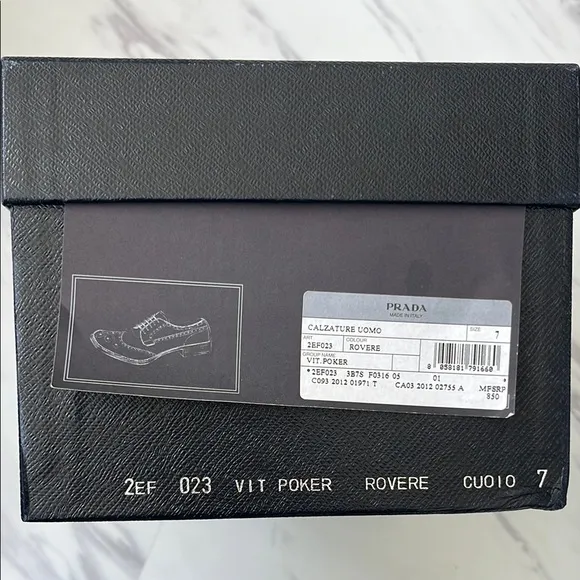 PRADA
MADE IN ITALY
CALZATURE UOMO SIZE 7
ART. COLOUR
2EF023 ROVERE
GROUP NAME
VIT.POKER
8 058181 791660
*2EF023 3B7S F0316 05 01
C093 2012 01971 T CA03 2012 02755 A MFSRP
850
2EF 023 VIT POKER ROVERE CUOIO 7